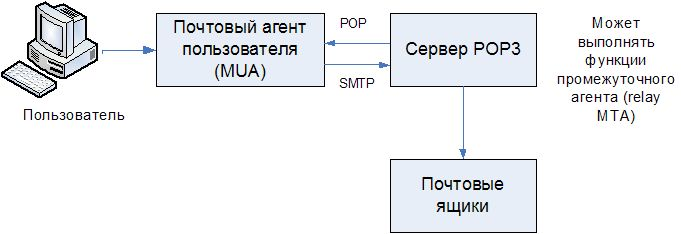 Пользователь
Почтовый агент
пользователя
(MUA)
POP
SMTP
Сервер POP3
Может
выполнять
функции
промежуточного
агента (relay
MTA)
Почтовые
ящики